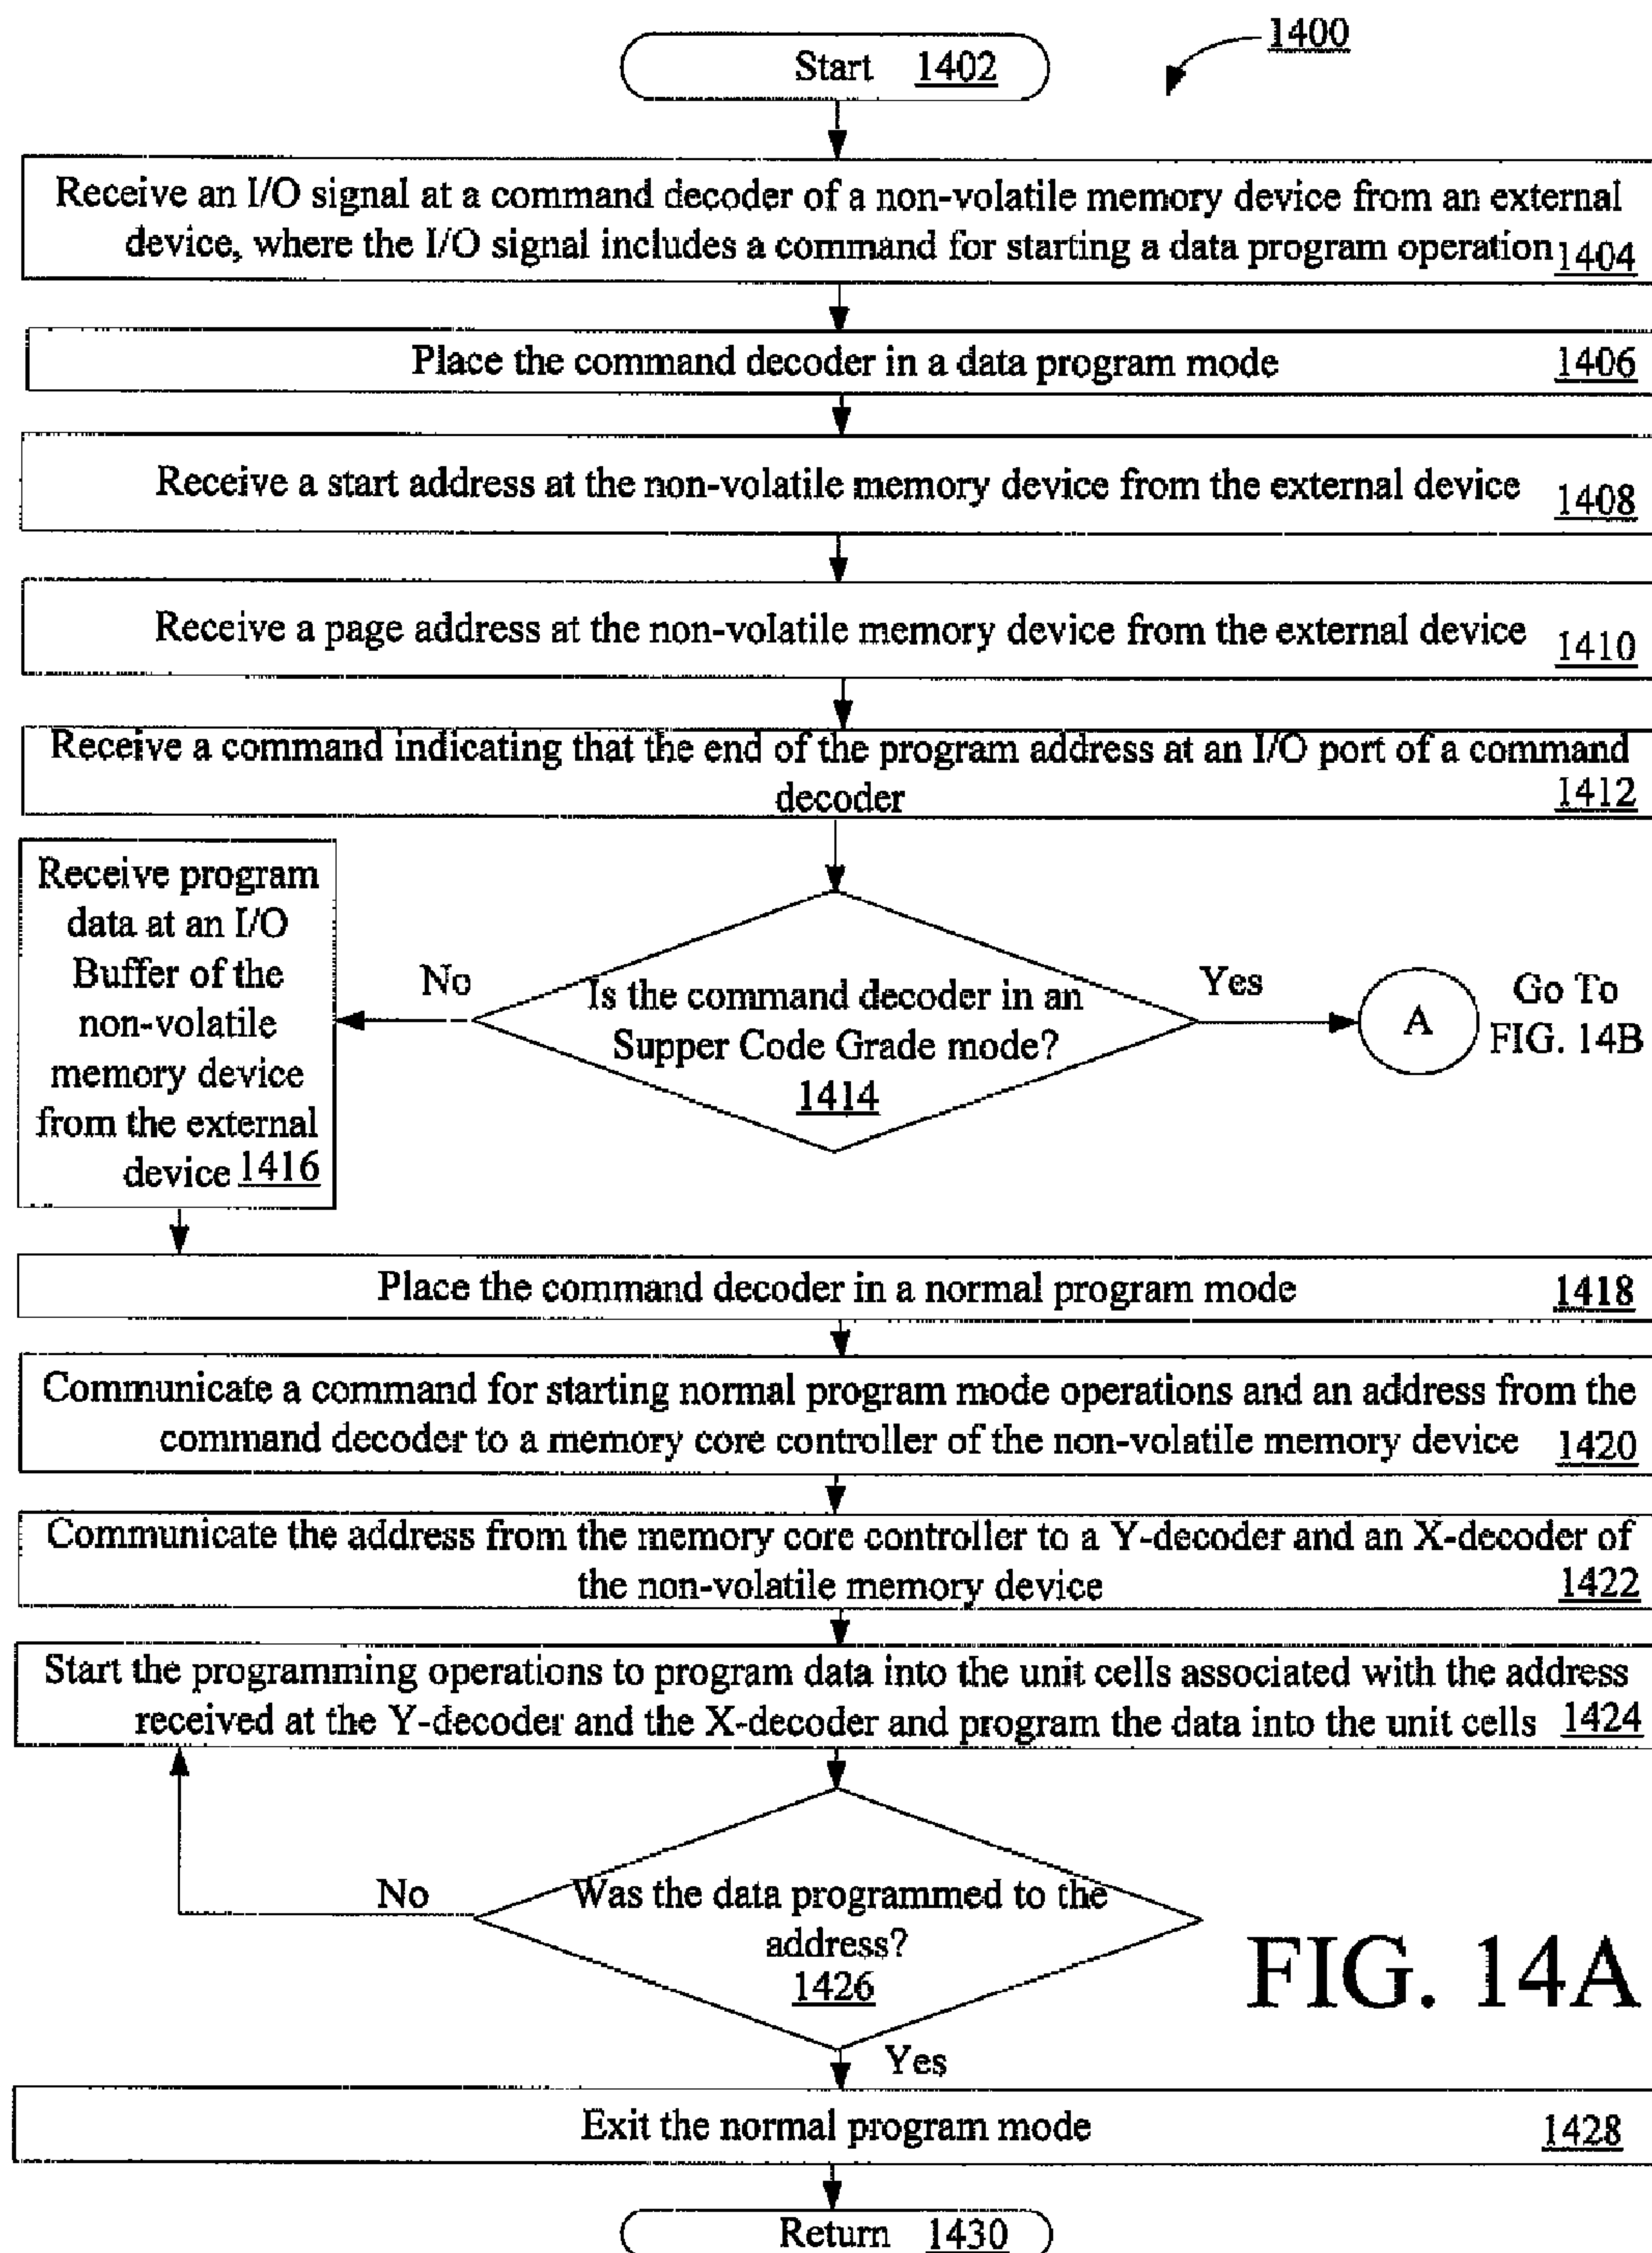 1400
Start 1402
Receive an I/O signal at a command decoder of a non-volatile memory device from an external
device, where the I/O signal includes a command for starting a data program operation 1404
Place the command decoder in a data program mode 1406
Receive a start address at the non-volatile memory device from the external device 1408
Receive a page address at the non-volatile memory device from the external device 1410
Receive a command indicating that the end of the program address at an I/O port of a command
decoder 1412
Receive program
data at an I/O
Buffer of the
non-volatile
memory device
from the external
device 1416
No
Is the command decoder in an
Supper Code Grade mode?
1414
Yes
A
Go To
FIG. 14B
Place the command decoder in a normal program mode 1418
Communicate a command for starting normal program mode operations and an address from the
command decoder to a memory core controller of the non-volatile memory device 1420
Communicate the address from the memory core controller to a Y-decoder and an X-decoder of
the non-volatile memory device 1422
Start the programming operations to program data into the unit cells associated with the address
received at the Y-decoder and the X-decoder and program the data into the unit cells 1424
No
Was the data programmed to the
address?
1426
Yes
FIG. 14A
Exit the normal program mode 1428
Return 1430